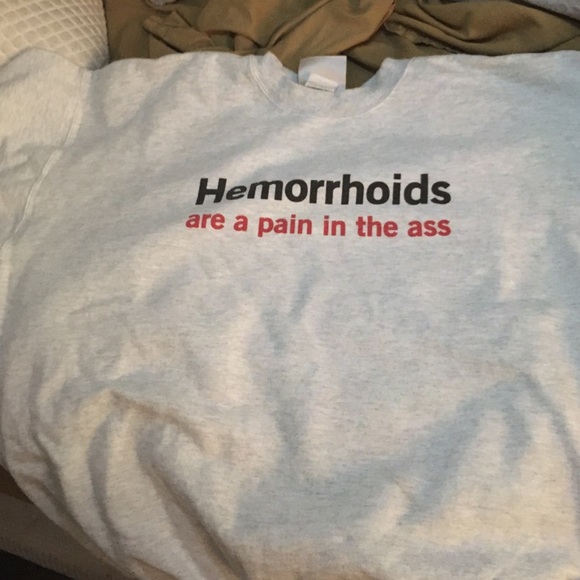 Hemorrhoids
are a pain in the ass